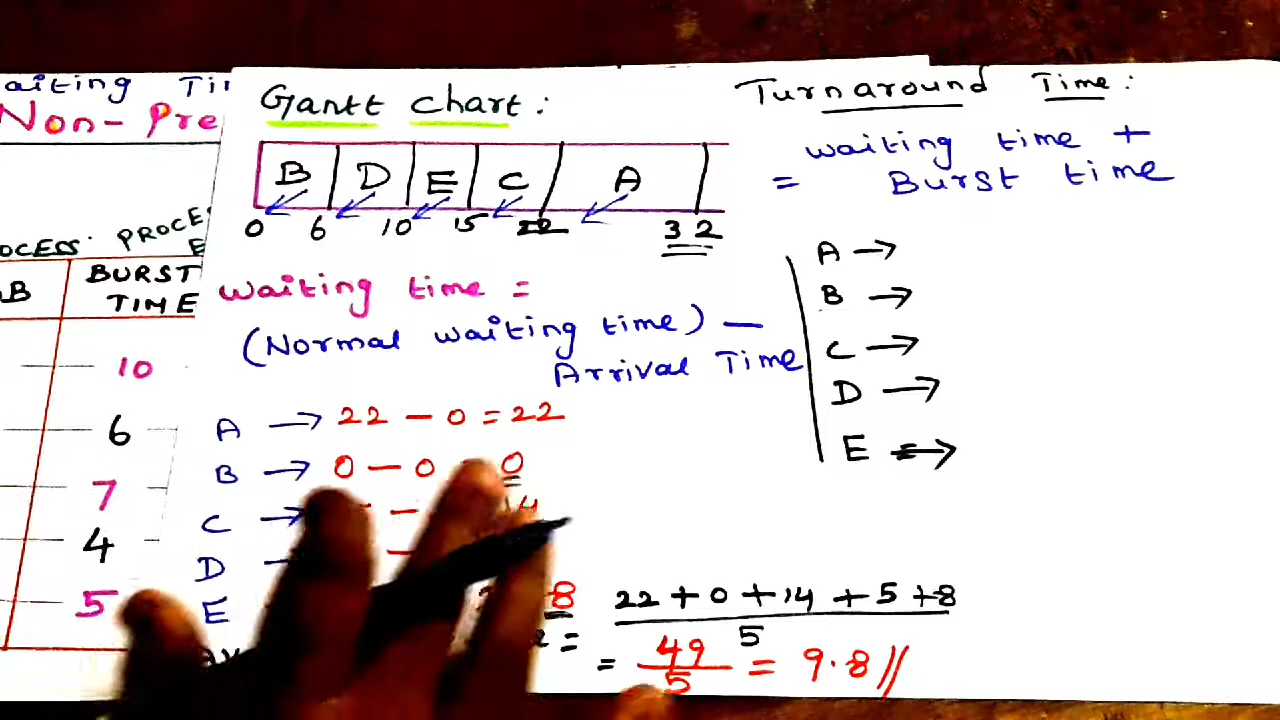 aiting Ti
Non-Pre
PROCE
OCESS E
B BURST TIME
10
6
7
4
5
Gantt chart:
B D E C A
0 6 10 15 22 32
Waiting time =
(Normal waiting time) —
Arrival Time
A → 22 - 0 = 22
B → 0 - 0 0
C → - 14
D → -
E 8
=
22 + 0 + 14 + 5 + 8
5
= 49
5
= 9.8//
Turnaround Time:
= waiting time +
Burst time
A →
B →
C →
D →
E →